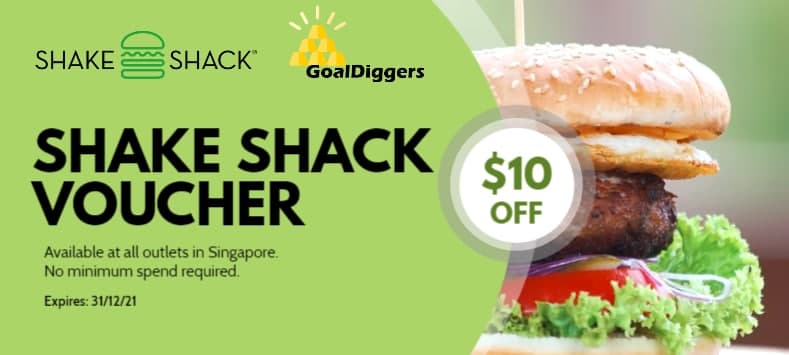 SHAKE SHACK
GoalDiggers
SHAKE SHACK
VOUCHER
$10
OFF
Available at all outlets in Singapore.
No minimum spend required.
Expires: 31/12/21